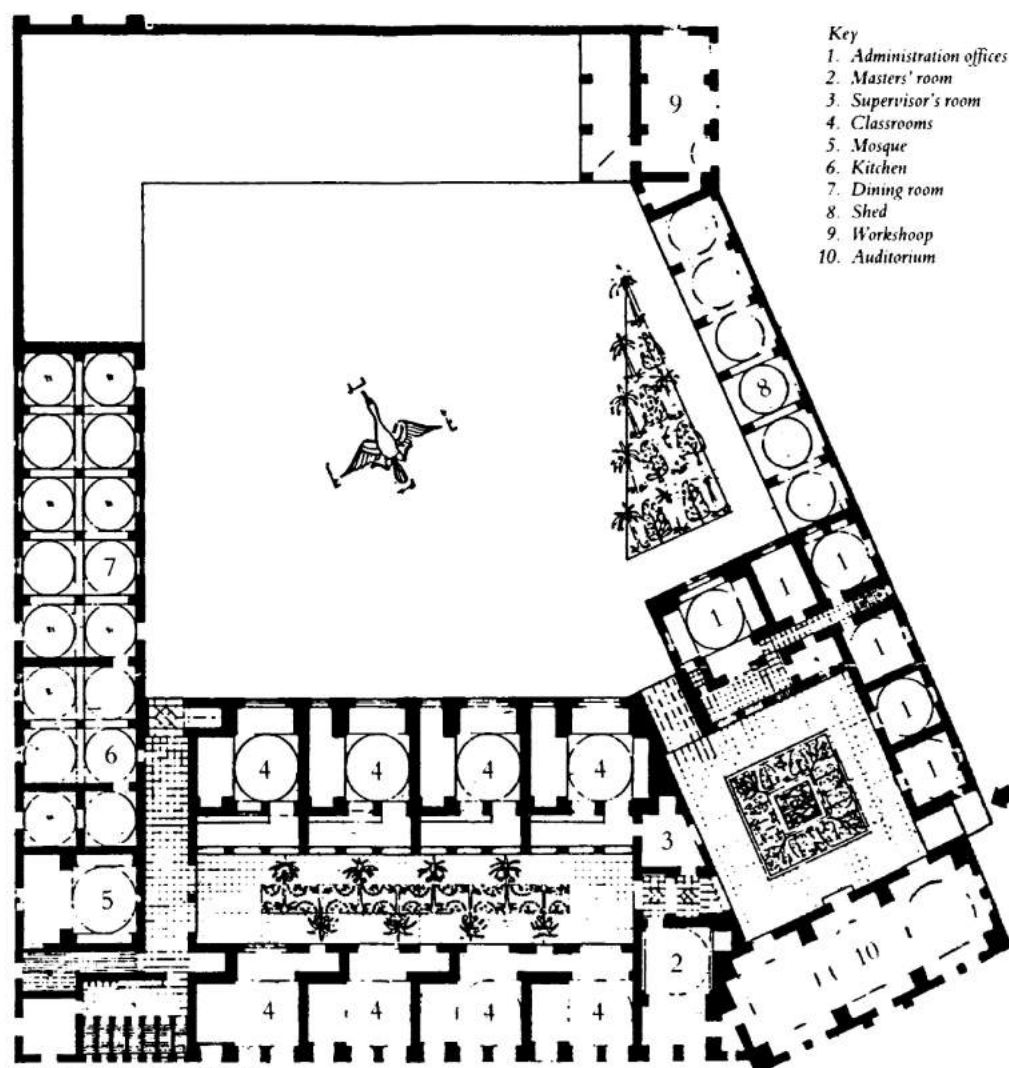 Key
1. Administration offices
2. Masters' room
3. Supervisor's room
4. Classrooms
5. Mosque
6. Kitchen
7. Dining room
8. Shed
9. Workshoop
10. Auditorium
9
8
7
1 1 1
1
1
1
6
4 4 4 4
3
5
2
10
4 4 4 4